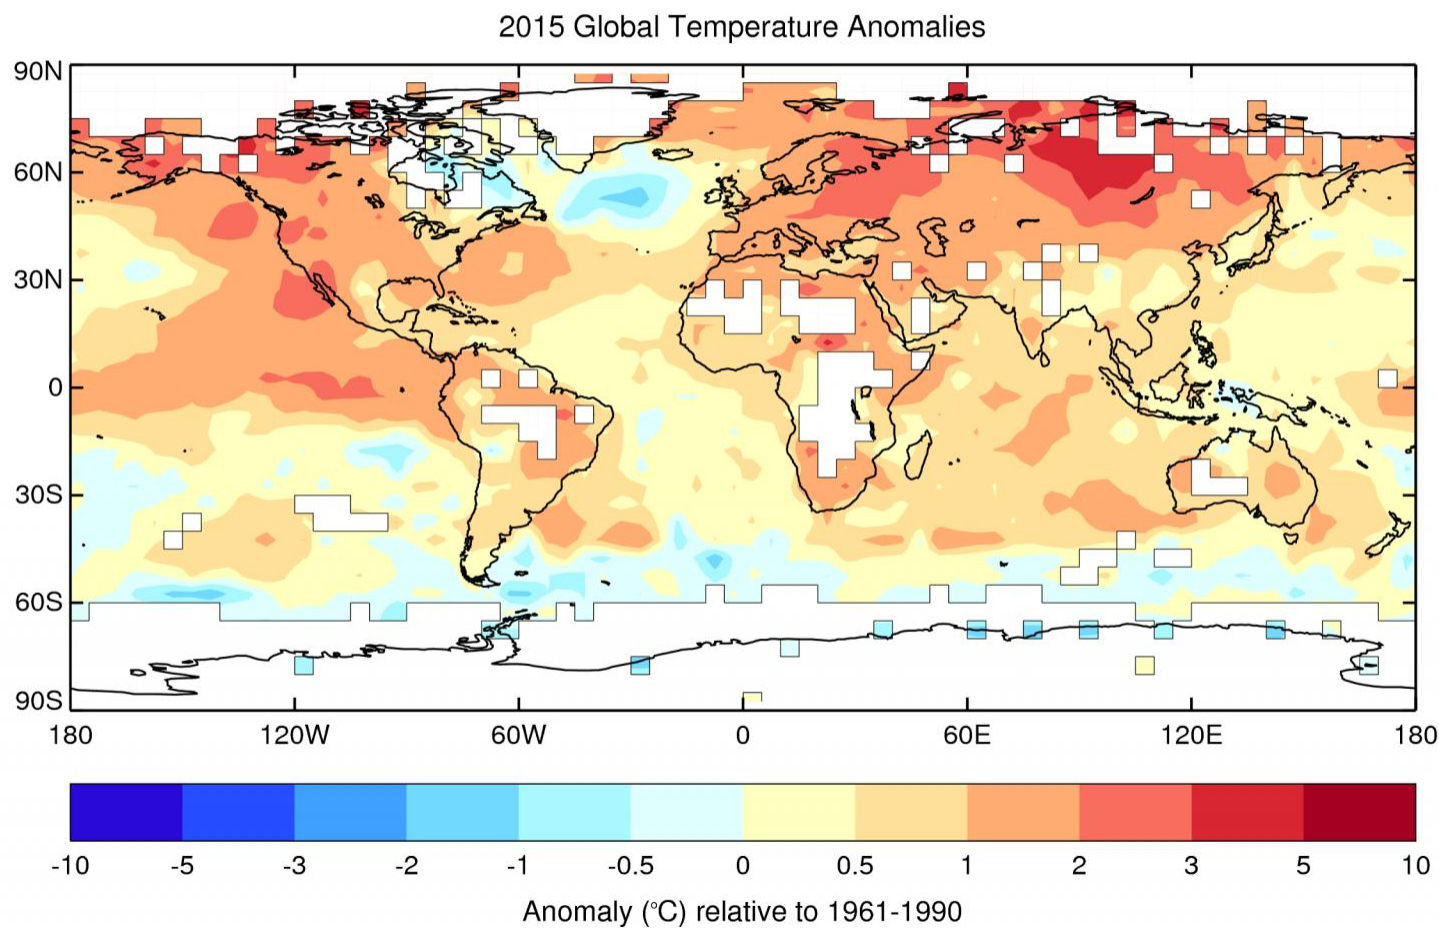 2015 Global Temperature Anomalies
90N
60N
30N
0
30S
60S
90S
180 120W 60W 0 60E 120E 180
-10 -5 -3 -2 -1 -0.5 0 0.5 1 2 3 5 10
Anomaly (°C) relative to 1961-1990